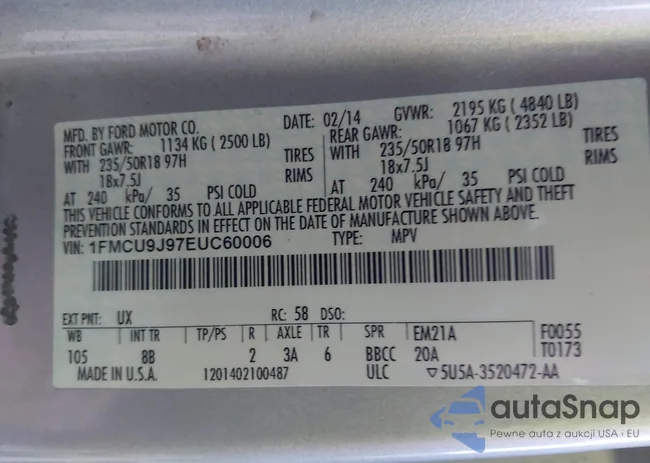 MFD. BY FORD MOTOR CO. DATE: 02/14 GVWR: 2195 KG ( 4840 LB)
FRONT GAWR: 1134 KG ( 2500 LB) REAR GAWR: 1067 KG ( 2352 LB)
WITH 235/50R18 97H TIRES WITH 235/50R18 97H TIRES
18x7.5J RIMS 18x7.5J RIMS
AT 240 kPa/ 35 PSI COLD AT 240 kPa/ 35 PSI COLD
THIS VEHICLE CONFORMS TO ALL APPLICABLE FEDERAL MOTOR VEHICLE SAFETY AND THEFT
PREVENTION STANDARDS IN EFFECT ON THE DATE OF MANUFACTURE SHOWN ABOVE.
VIN: 1FMCU9J97EUC60006 TYPE: MPV
EXT PNT: UX RC: 58 DSO:
WB INT TR TP/PS R AXLE TR SPR EM21A F0055
105 8B 2 3A 6 BBCC 20A T0173
MADE IN U.S.A. 1201402100487 ULC ▽5U5A-3520472-AA
autoSnap
Pewne auta z aukcji USA i EU